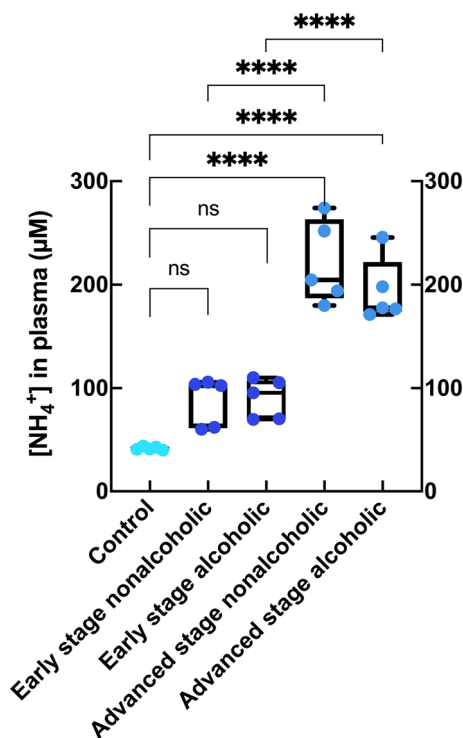 ****
****
****
****
ns
ns
300
200
100
0
300
200
100
0
[NH₄⁺] in plasma (µM)
Control
Early stage nonalcoholic
Early stage alcoholic
Advanced stage nonalcoholic
Advanced stage alcoholic